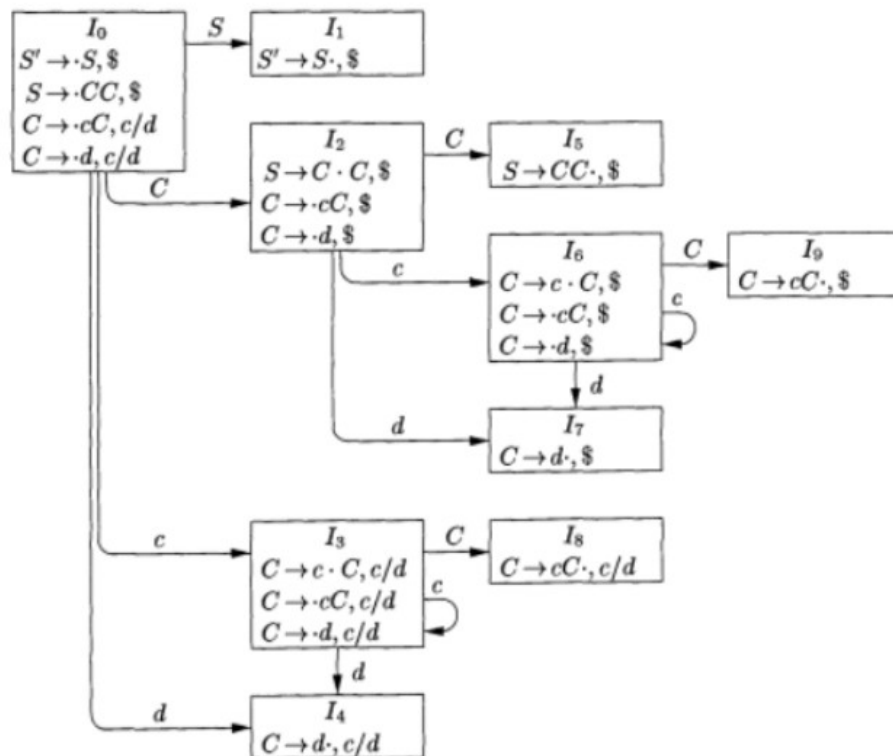 I₀
S' → ·S, $
S → ·CC, $
C → ·cC, c/d
C → ·d, c/d
S
I₁
S' → S·, $
C
I₂
S → C · C, $
C → ·cC, $
C → ·d, $
C
I₅
S → CC·, $
c
I₆
C → c · C, $
C → ·cC, $
C → ·d, $
C
I₉
C → cC·, $
c
d
d
I₇
C → d·, $
c
I₃
C → c · C, c/d
C → ·cC, c/d
C → ·d, c/d
C
I₈
C → cC·, c/d
c
d
d
I₄
C → d·, c/d